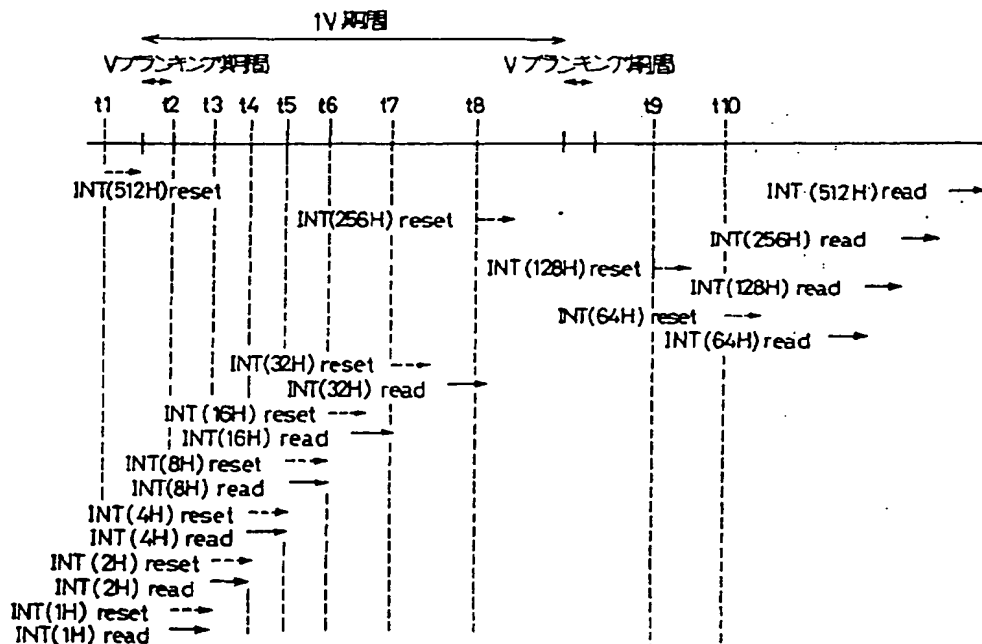 1V期間
Vブランキング期間 Vブランキング期間
t1 t2 t3 t4 t5 t6 t7 t8 t9 t10
INT(512H) reset
INT (512H) read
INT(256H) reset
INT(256H) read
INT(128H) reset
INT(128H) read
INT(64H) reset
INT(64H) read
INT(32H) reset
INT(32H) read
INT(16H) reset
INT(16H) read
INT(8H) reset
INT(8H) read
INT(4H) reset
INT(4H) read
INT(2H) reset
INT(2H) read
INT(1H) reset
INT(1H) read